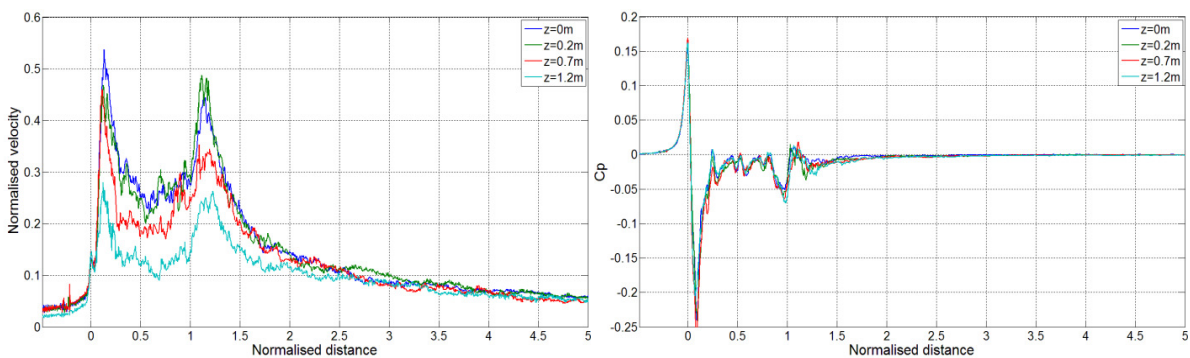 0.6
0.5
0.4
0.3
0.2
0.1
0
Normalised velocity
z=0m
z=0.2m
z=0.7m
z=1.2m
0 0.5 1 1.5 2 2.5 3 3.5 4 4.5 5
Normalised distance
0.2
0.15
0.1
0.05
0
-0.05
-0.1
-0.15
-0.2
-0.25
Cp
z=0m
z=0.2m
z=0.7m
z=1.2m
0 0.5 1 1.5 2 2.5 3 3.5 4 4.5 5
Normalised distance